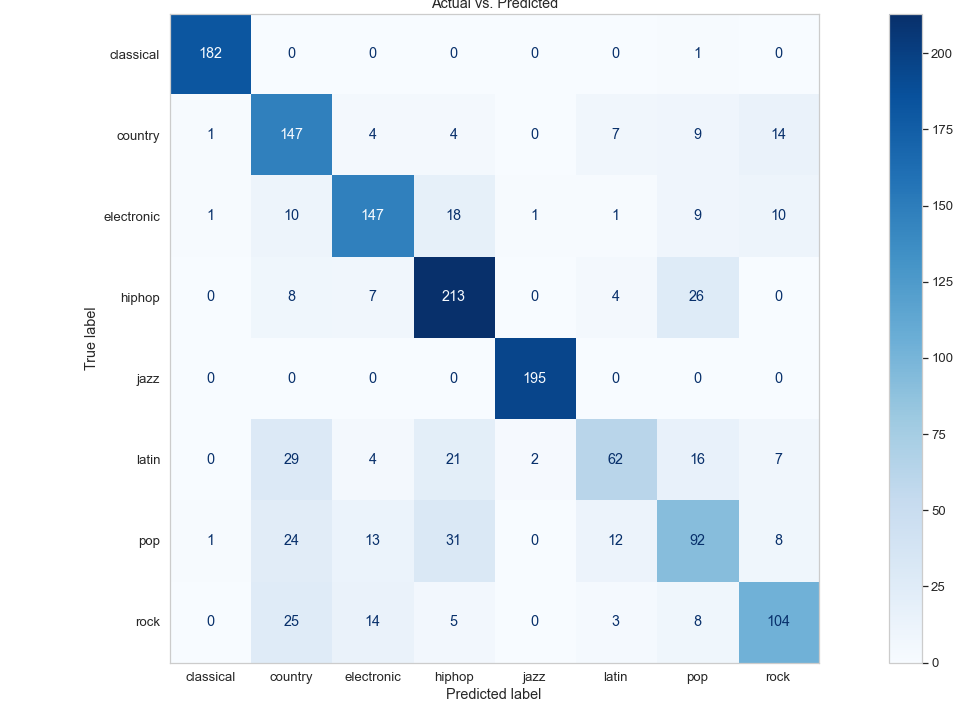 Actual vs. Predicted
classical 182 0 0 0 0 0 1 0
country 1 147 4 4 0 7 9 14
electronic 1 10 147 18 1 1 9 10
hiphop 0 8 7 213 0 4 26 0
jazz 0 0 0 0 195 0 0 0
latin 0 29 4 21 2 62 16 7
pop 1 24 13 31 0 12 92 8
rock 0 25 14 5 0 3 8 104
classical country electronic hiphop jazz latin pop rock
Predicted label
True label
200
175
150
125
100
75
50
25
0